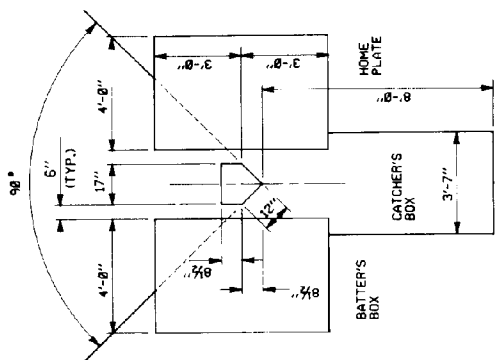 90°
6"
(TYP.)
4'-0"
17"
4'-0"
3'-0"
3'-0"
8½"
12"
8½"
HOME
PLATE
8'-0"
CATCHER'S
BOX
3'-7"
BATTER'S
BOX